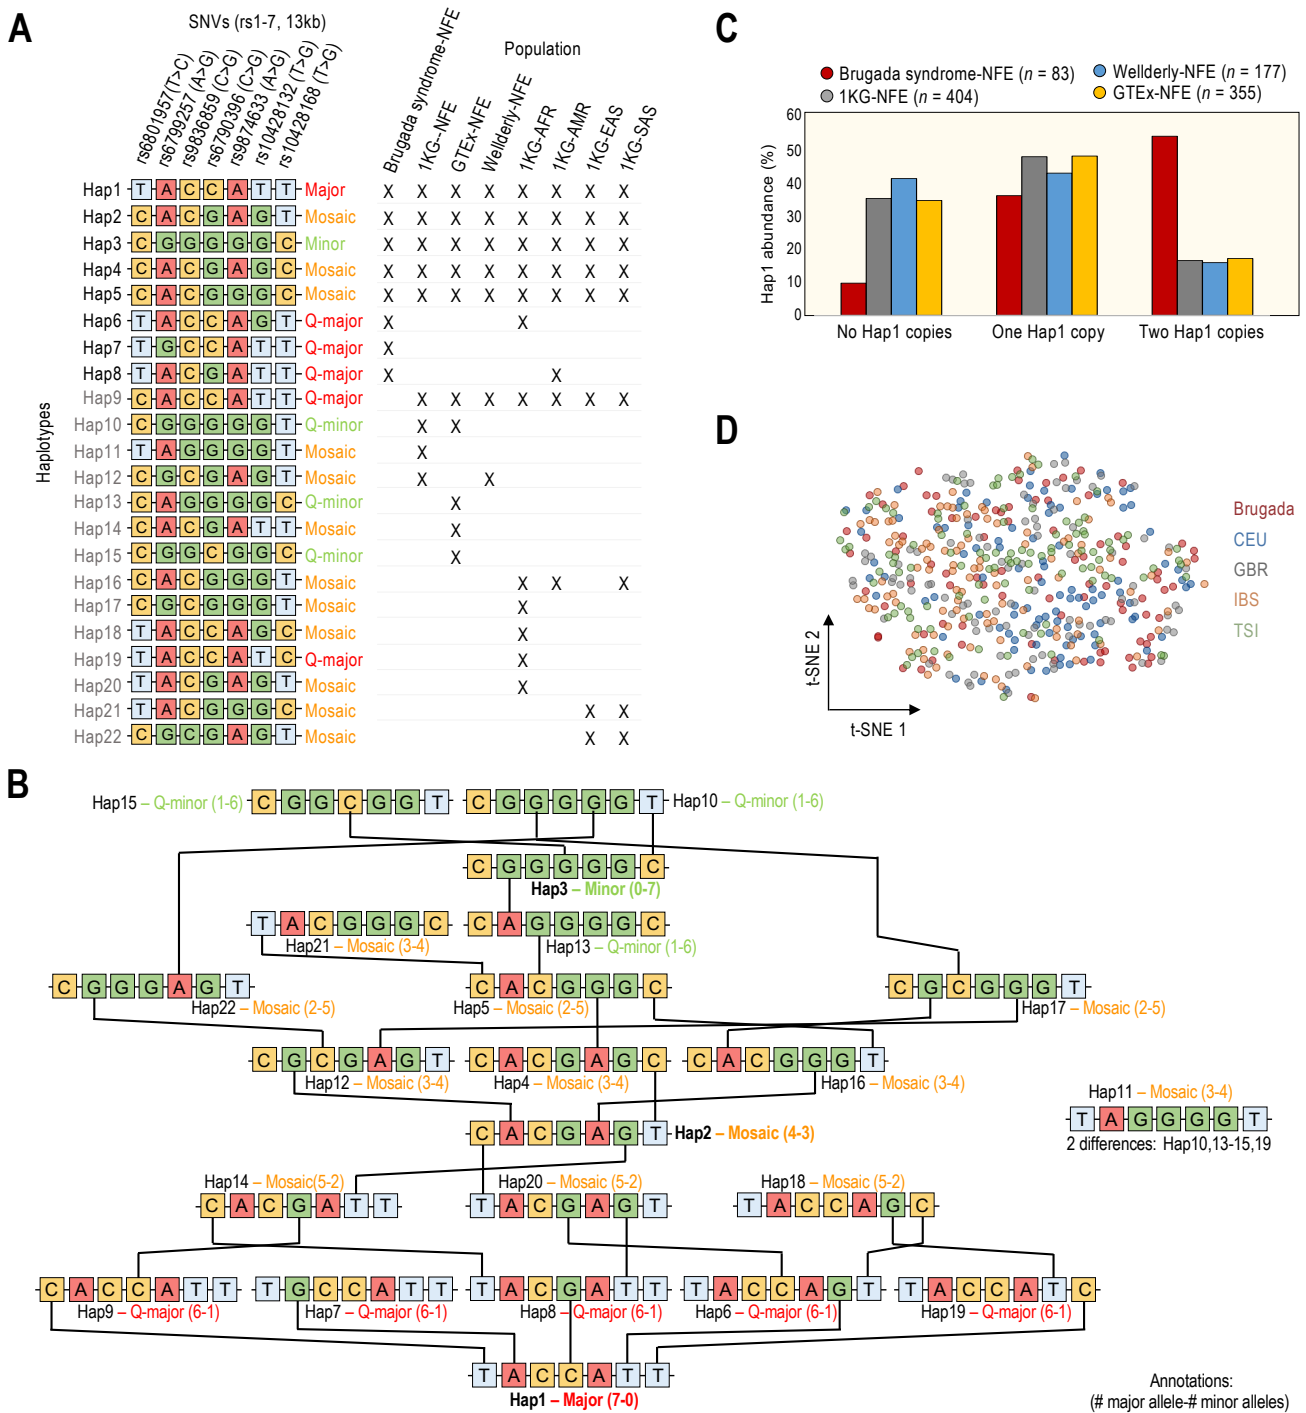 A
SNVs (rs1-7, 13kb)
rs6801957(T>C)
rs6799257 (A>G)
rs9836859 (C>G)
rs6790396 (C>G)
rs9874633 (A>G)
rs10428132 (T>G)
rs10428168 (T>G)
Population
Brugada syndrome-NFE
1KG--NFE
GTEx-NFE
Wellderly-NFE
1KG-AFR
1KG-AMR
1KG-EAS
1KG-SAS
Haplotypes
Hap1 T A C C A T T Major X X X X X X X X
Hap2 C A C G A G T Mosaic X X X X X X X X
Hap3 C G G G G G C Minor X X X X X X X X
Hap4 C A C G A G C Mosaic X X X X X X X X
Hap5 C A C G G G C Mosaic X X X X X X X X
Hap6 T A C C A G T Q-major X X
Hap7 T G C C A T T Q-major X
Hap8 T A C G A T T Q-major X X
Hap9 C A C C A T T Q-major X X X X X X X
Hap10 C G G G G G T Q-minor X X
Hap11 T A G G G G T Mosaic X
Hap12 C G C G A G T Mosaic X X
Hap13 C A G G G G C Q-minor X
Hap14 C A C G A T T Mosaic X
Hap15 C G G C G G C Q-minor X
Hap16 C A C G G G T Mosaic X X X
Hap17 C G C G G G T Mosaic X
Hap18 T A C C A G C Mosaic X
Hap19 T A C C A T C Q-major X
Hap20 T A C G A G T Mosaic X
Hap21 T A C G G G C Mosaic X X
Hap22 C G C G A G T Mosaic X X
C
Brugada syndrome-NFE (n = 83)
Wellderly-NFE (n = 177)
1KG-NFE (n = 404)
GTEx-NFE (n = 355)
Hap1 abundance (%)
60
50
40
30
20
10
0
No Hap1 copies
One Hap1 copy
Two Hap1 copies
D
Brugada
CEU
GBR
IBS
TSI
t-SNE 2
t-SNE 1
B
Hap15 – Q-minor (1-6) C G G C G G T
C G G G G G T Hap10 – Q-minor (1-6)
C G G G G G C
Hap3 – Minor (0-7)
T A C G G G C
Hap21 – Mosaic (3-4)
C A G G G G C
Hap13 – Q-minor (1-6)
C G G G A G T
Hap22 – Mosaic (2-5)
C A C G G G C
Hap5 – Mosaic (2-5)
C G C G G G T
Hap17 – Mosaic (2-5)
C G C G A G T
Hap12 – Mosaic (3-4)
C A C G A G C
Hap4 – Mosaic (3-4)
C A C G G G T
Hap16 – Mosaic (3-4)
Hap11 – Mosaic (3-4)
T A G G G G T
2 differences: Hap10,13-15,19
C A C G A G T Hap2 – Mosaic (4-3)
Hap14 – Mosaic(5-2)
C A C G A T T
Hap20 – Mosaic (5-2)
T A C G A G T
Hap18 – Mosaic (5-2)
T A C C A G C
C A C C A T T
Hap9 – Q-major (6-1)
T G C C A T T
Hap7 – Q-major (6-1)
T A C G A T T
Hap8 – Q-major (6-1)
T A C C A G T
Hap6 – Q-major (6-1)
T A C C A T C
Hap19 – Q-major (6-1)
T A C C A T T
Hap1 – Major (7-0)
Annotations:
(# major allele-# minor alleles)